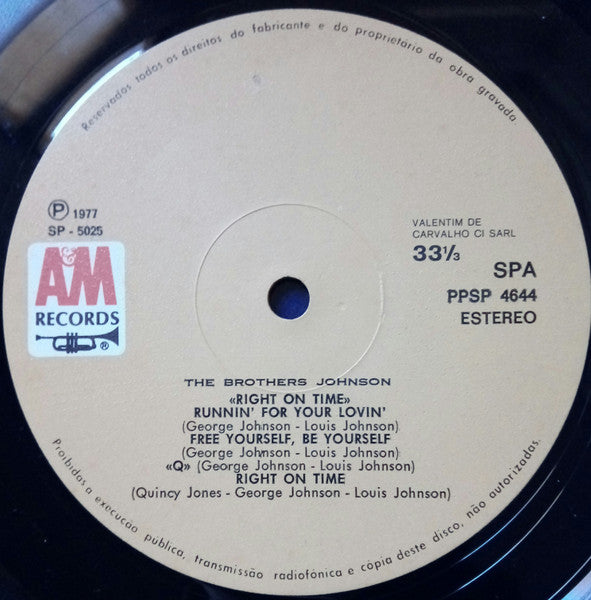 Reservados todos os direitos do fabricante e do proprietário da obra gravada.
Ⓟ 1977
SP - 5025
A&M
RECORDS
®
VALENTIM DE
CARVALHO CI SARL
33 1/3
SPA
PPSP 4644
ESTEREO
THE BROTHERS JOHNSON
«RIGHT ON TIME»
RUNNIN' FOR YOUR LOVIN'
(George Johnson - Louis Johnson)
FREE YOURSELF, BE YOURSELF
(George Johnson - Louis Johnson)
«Q» (George Johnson - Louis Johnson)
RIGHT ON TIME
(Quincy Jones - George Johnson - Louis Johnson)
Proibidas a execucao publica, transmissão radiofónica e cópia deste disco, não autorizadas.